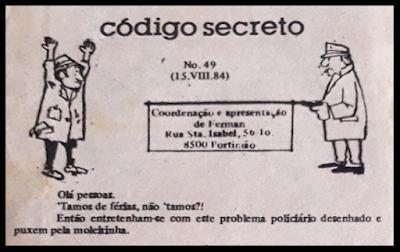 código secreto
No. 49
(15.VIII.84)
Coordenação e apresentação
de Ferman
Rua Sta. Isabel, 56-1o.
8500 Portimão
Olá pessoas.
'Tamos de férias, não 'tamos?!
Então entretenham-se com este problema policiário desenhado e
puxem pela moleirinha.